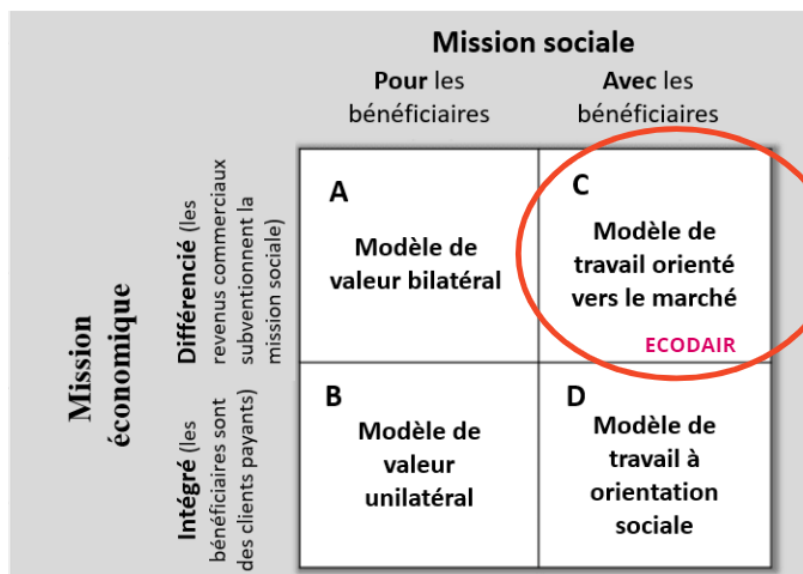 Mission sociale
Pour les
bénéficiaires
Avec les
bénéficiaires
Mission
économique
Différencié (les
revenus commerciaux
subventionnent la
mission sociale)
A
Modèle de
valeur bilatéral
C
Modèle de
travail orienté
vers le marché
ECODAIR
Intégré (les
bénéficiaires sont
des clients payants)
B
Modèle de
valeur
unilatéral
D
Modèle de
travail à
orientation
sociale